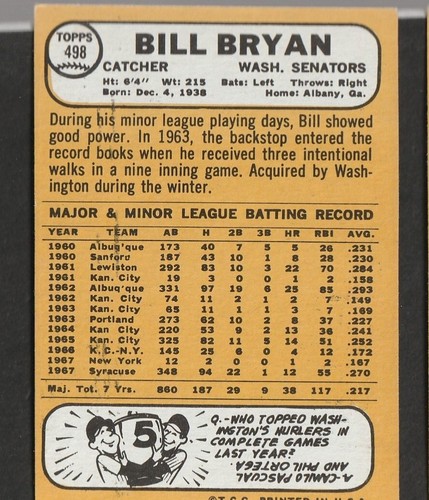 TOPPS
498
BILL BRYAN
CATCHER WASH. SENATORS
Ht: 6'4" Wt: 215 Bats: Left Throws: Right
Born: Dec. 4, 1938 Home: Albany, Ga.
During his minor league playing days, Bill showed
good power. In 1963, the backstop entered the
record books when he received three intentional
walks in a nine inning game. Acquired by Wash-
ington during the winter.
MAJOR & MINOR LEAGUE BATTING RECORD
YEAR TEAM AB H 2B 3B HR RBI AVG.
1960 Albuq'que 173 40 7 5 5 26 .231
1960 Sanford 187 43 10 1 8 28 .230
1961 Lewiston 292 83 10 3 22 70 .284
1961 Kan. City 19 3 0 0 1 2 .158
1962 Albuq'que 331 97 19 6 25 85 .293
1962 Kan. City 74 11 2 1 2 7 .149
1963 Kan. City 65 11 1 1 3 7 .169
1963 Portland 273 62 10 2 8 37 .227
1964 Kan. City 220 53 9 2 13 36 .241
1965 Kan. City 325 82 11 5 14 51 .252
1966 K.C.-N.Y. 145 25 6 0 4 12 .172
1967 New York 12 2 0 0 1 2 .167
1967 Syracuse 348 94 22 1 12 55 .270
Maj. Tot. 7 Yrs. 860 187 29 9 38 117 .217
5
Q.-WHO TOPPED WASH-
INGTON'S HURLERS IN
COMPLETE GAMES
LAST YEAR?
A.-CAMILO PASCUAL
AND PHIL ORTEGA.
© T.C.G. PRINTED IN U.S.A.